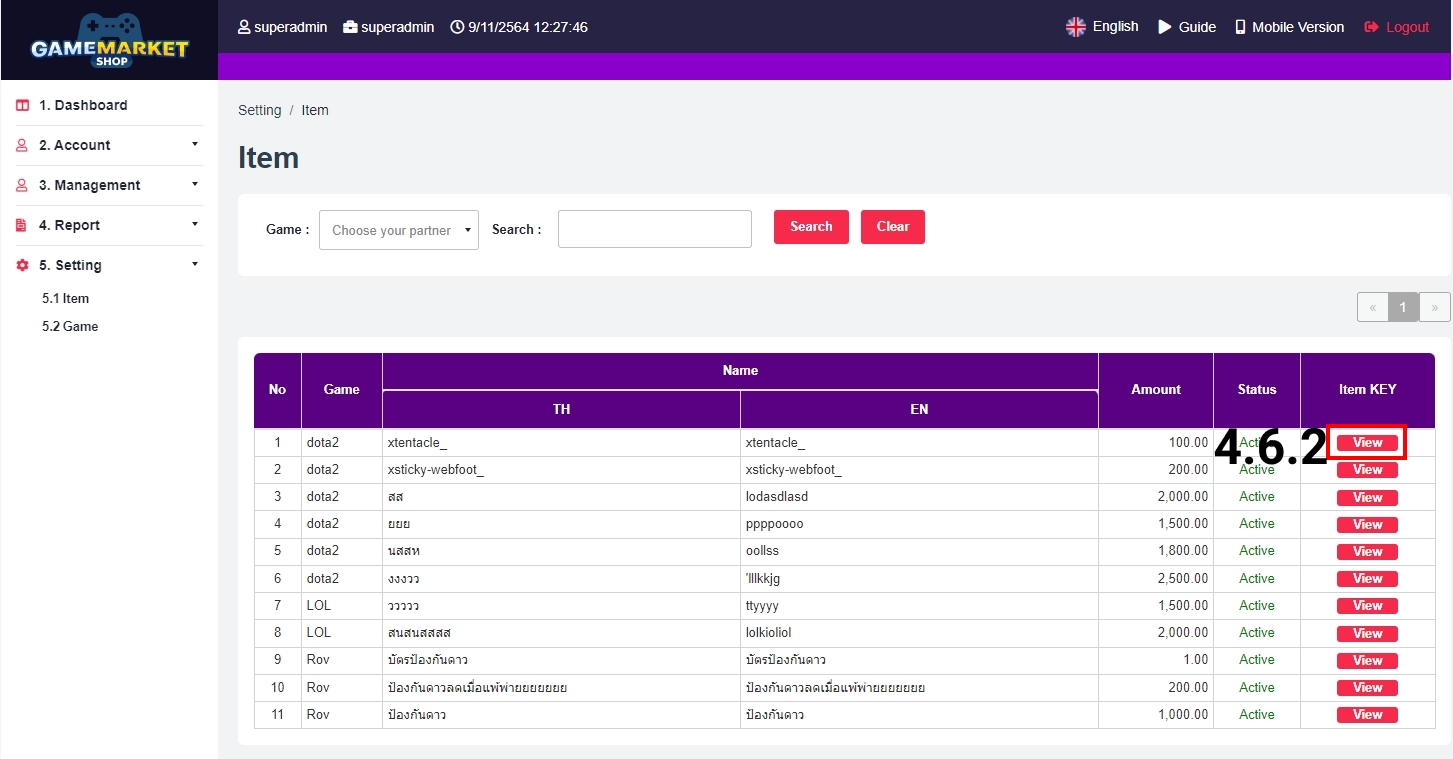 GAMEMARKET
SHOP
superadmin superadmin 9/11/2564 12:27:46 English Guide Mobile Version Logout
1. Dashboard
2. Account
3. Management
4. Report
5. Setting
5.1 Item
5.2 Game
Setting / Item
Item
Game : Choose your partner Search : Search Clear
« 1 »
No Game Name Amount Status Item KEY
TH EN
1 dota2 xtentacle_ xtentacle_ 100.00 Active View
4.6.2
2 dota2 xsticky-webfoot_ xsticky-webfoot_ 200.00 Active View
3 dota2 สส lodasdlasd 2,000.00 Active View
4 dota2 ยยย ppppoooo 1,500.00 Active View
5 dota2 นสสห oollss 1,800.00 Active View
6 dota2 งงงวว 'lllkkjg 2,500.00 Active View
7 LOL ววววว ttyyyy 1,500.00 Active View
8 LOL สนสนสสสส lolkioliol 2,000.00 Active View
9 Rov บัตรป้องกันดาว บัตรป้องกันดาว 1.00 Active View
10 Rov ป้องกันดาวลดเมื่อแพ้พ่ายยยยยยย ป้องกันดาวลดเมื่อแพ้พ่ายยยยยยย 200.00 Active View
11 Rov ป้องกันดาว ป้องกันดาว 1,000.00 Active View